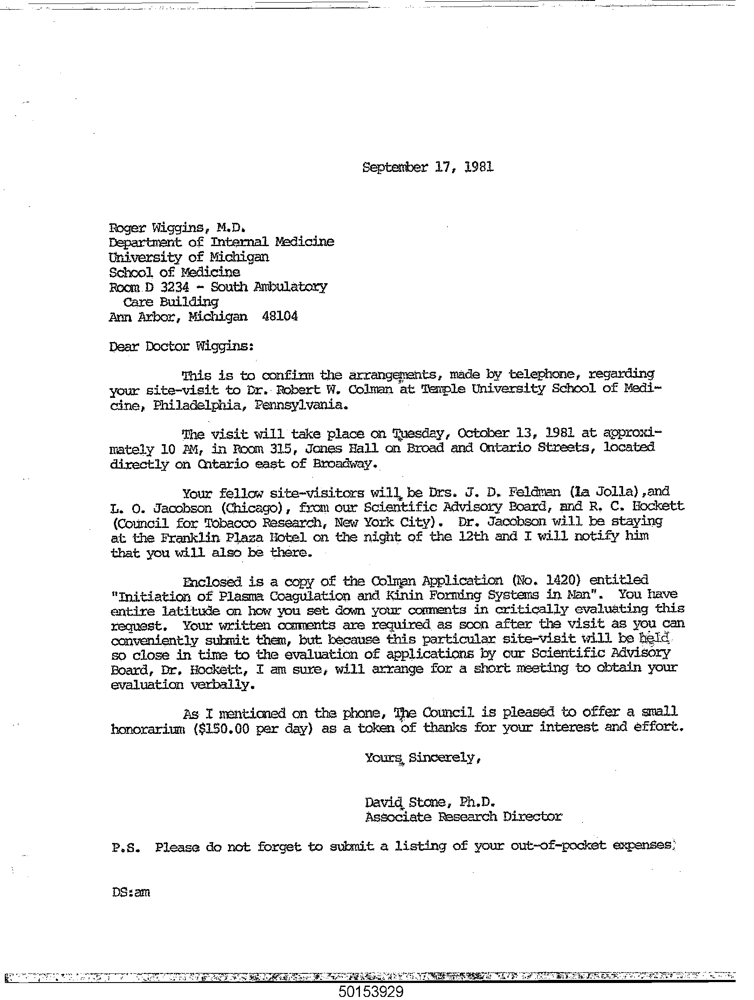 September 17, 1981
Roger Wiggins, M.D.
Department of Internal Medicine
University of Michigan
School of Medicine
Room D 3234 - South Ambulatory
Care Building
Ann Arbor, Michigan 48104
Dear Doctor Wiggins:
This is to confirm the arrangements, made by telephone, regarding
your site-visit to Dr. Robert W. Colman at Temple University School of Medi-
cine, Philadelphia, Pennsylvania.
The visit will take place on Tuesday, October 13, 1981 at approxi-
mately 10 AM, in Room 315, Jones Hall on Broad and Ontario Streets, located
directly on Ontario east of Broadway.
Your fellow site-visitors will be Drs. J. D. Feldman (La Jolla),and
L. O. Jacobson (Chicago), from our Scientific Advisory Board, and R. C. Hockett
(Council for Tobacco Research, New York City). Dr. Jacobson will be staying
at the Franklin Plaza Hotel on the night of the 12th and I will notify him
that you will also be there.
Enclosed is a copy of the Colman Application (No. 1420) entitled
"Initiation of Plasma Coagulation and Kinin Forming Systems in Man". You have
entire latitude on how you set down your comments in critically evaluating this
request. Your written comments are required as soon after the visit as you can
conveniently submit them, but because this particular site-visit will be held
so close in time to the evaluation of applications by our Scientific Advisory
Board, Dr. Hockett, I am sure, will arrange for a short meeting to obtain your
evaluation verbally.
As I mentioned on the phone, The Council is pleased to offer a small
honorarium ($150.00 per day) as a token of thanks for your interest and effort.
Yours Sincerely,
David Stone, Ph.D.
Associate Research Director
P.S. Please do not forget to submit a listing of your out-of-pocket expenses.
DS:am
50153929